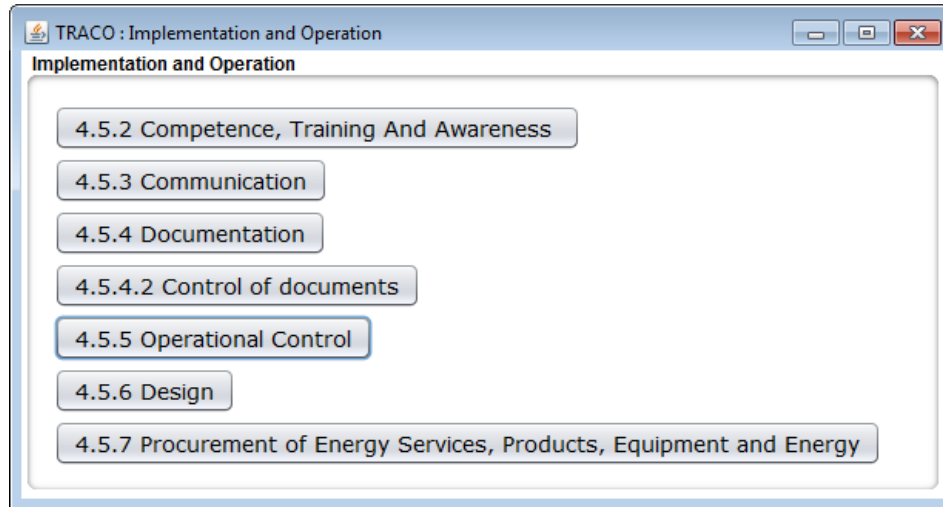 TRACO : Implementation and Operation
Implementation and Operation
4.5.2 Competence, Training And Awareness
4.5.3 Communication
4.5.4 Documentation
4.5.4.2 Control of documents
4.5.5 Operational Control
4.5.6 Design
4.5.7 Procurement of Energy Services, Products, Equipment and Energy